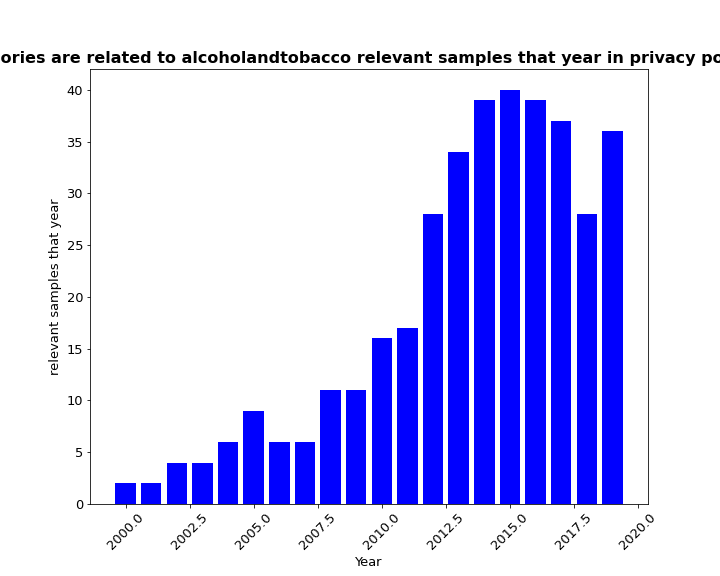 ories are related to alcoholandtobacco relevant samples that year in privacy po
40
35
30
25
20
15
10
5
0
relevant samples that year
2000.0 2002.5 2005.0 2007.5 2010.0 2012.5 2015.0 2017.5 2020.0
Year